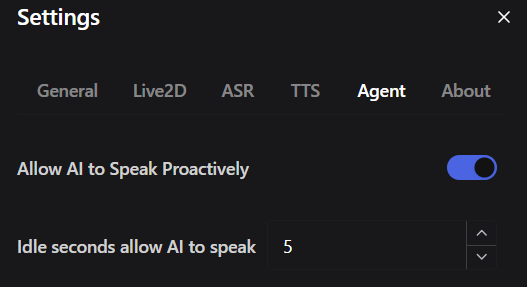 Settings
General Live2D ASR TTS Agent About
Allow AI to Speak Proactively
Idle seconds allow AI to speak 5